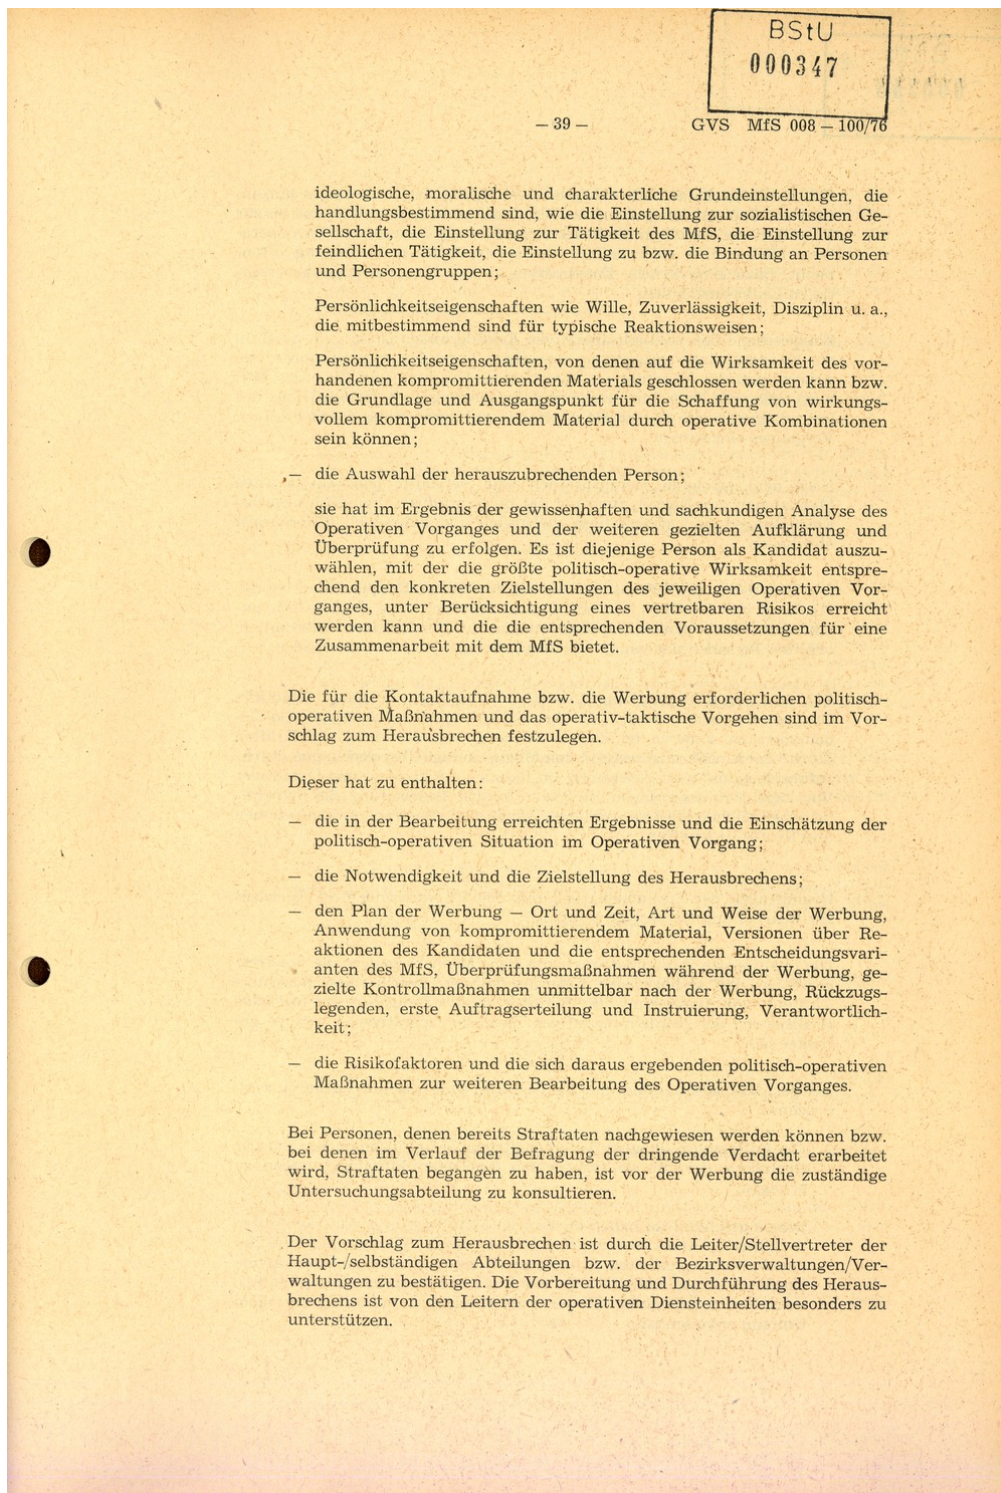 BStU
000347
— 39 —
GVS MfS 008 — 100/76
ideologische, moralische und charakterliche Grundeinstellungen, die
handlungsbestimmend sind, wie die Einstellung zur sozialistischen Ge-
sellschaft, die Einstellung zur Tätigkeit des MfS, die Einstellung zur
feindlichen Tätigkeit, die Einstellung zu bzw. die Bindung an Personen
und Personengruppen;
Persönlichkeitseigenschaften wie Wille, Zuverlässigkeit, Disziplin u. a.,
die mitbestimmend sind für typische Reaktionsweisen;
Persönlichkeitseigenschaften, von denen auf die Wirksamkeit des vor-
handenen kompromittierenden Materials geschlossen werden kann bzw.
die Grundlage und Ausgangspunkt für die Schaffung von wirkungs-
vollem kompromittierendem Material durch operative Kombinationen
sein können;
— die Auswahl der herauszubrechenden Person;
sie hat im Ergebnis der gewissenhaften und sachkundigen Analyse des
Operativen Vorganges und der weiteren gezielten Aufklärung und
Überprüfung zu erfolgen. Es ist diejenige Person als Kandidat auszu-
wählen, mit der die größte politisch-operative Wirksamkeit entspre-
chend den konkreten Zielstellungen des jeweiligen Operativen Vor-
ganges, unter Berücksichtigung eines vertretbaren Risikos erreicht
werden kann und die die entsprechenden Voraussetzungen für eine
Zusammenarbeit mit dem MfS bietet.
Die für die Kontaktaufnahme bzw. die Werbung erforderlichen politisch-
operativen Maßnahmen und das operativ-taktische Vorgehen sind im Vor-
schlag zum Herausbrechen festzulegen.
Dieser hat zu enthalten:
— die in der Bearbeitung erreichten Ergebnisse und die Einschätzung der
politisch-operativen Situation im Operativen Vorgang;
— die Notwendigkeit und die Zielstellung des Herausbrechens;
— den Plan der Werbung — Ort und Zeit, Art und Weise der Werbung,
Anwendung von kompromittierendem Material, Versionen über Re-
aktionen des Kandidaten und die entsprechenden Entscheidungsvari-
anten des MfS, Überprüfungsmaßnahmen während der Werbung, ge-
zielte Kontrollmaßnahmen unmittelbar nach der Werbung, Rückzugs-
legenden, erste Auftragserteilung und Instruierung, Verantwortlich-
keit;
— die Risikofaktoren und die sich daraus ergebenden politisch-operativen
Maßnahmen zur weiteren Bearbeitung des Operativen Vorganges.
Bei Personen, denen bereits Straftaten nachgewiesen werden können bzw.
bei denen im Verlauf der Befragung der dringende Verdacht erarbeitet
wird, Straftaten begangen zu haben, ist vor der Werbung die zuständige
Untersuchungsabteilung zu konsultieren.
Der Vorschlag zum Herausbrechen ist durch die Leiter/Stellvertreter der
Haupt-/selbständigen Abteilungen bzw. der Bezirksverwaltungen/Ver-
waltungen zu bestätigen. Die Vorbereitung und Durchführung des Heraus-
brechens ist von den Leitern der operativen Diensteinheiten besonders zu
unterstützen.